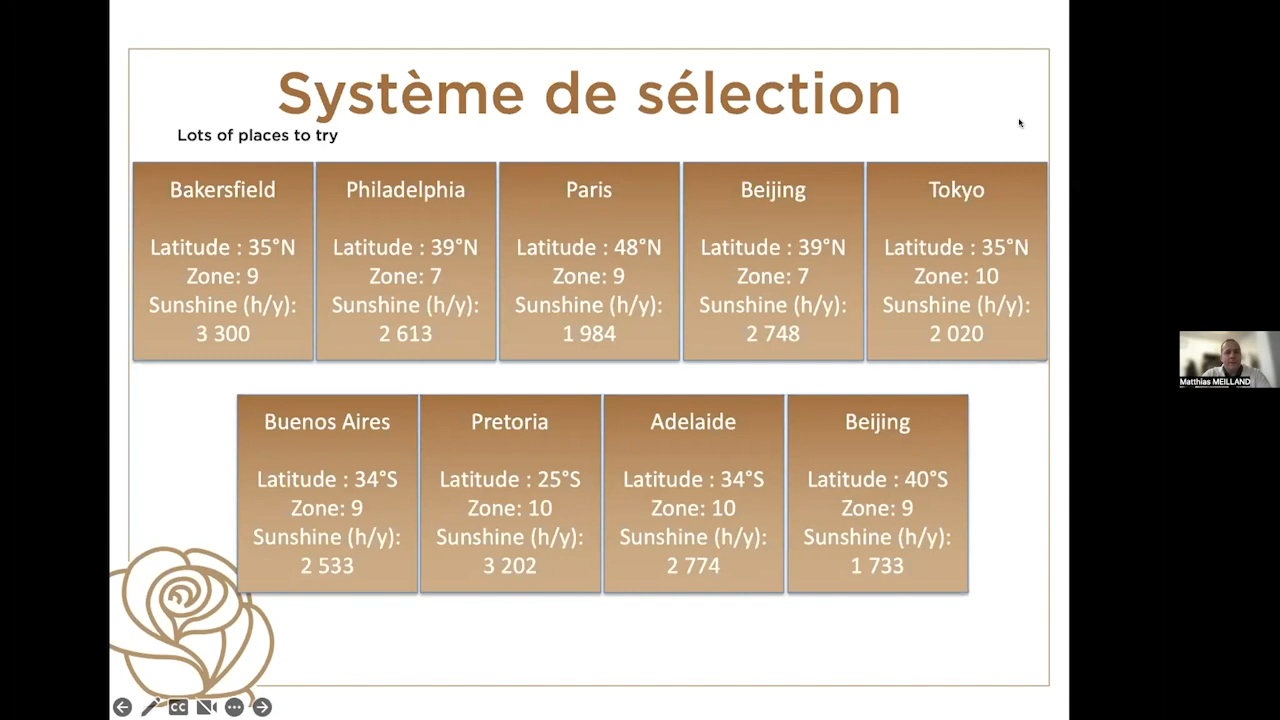 Système de sélection
Lots of places to try
Bakersfield
Latitude : 35°N
Zone: 9
Sunshine (h/y):
3 300
Philadelphia
Latitude : 39°N
Zone: 7
Sunshine (h/y):
2 613
Paris
Latitude : 48°N
Zone: 9
Sunshine (h/y):
1 984
Beijing
Latitude : 39°N
Zone: 7
Sunshine (h/y):
2 748
Tokyo
Latitude : 35°N
Zone: 10
Sunshine (h/y):
2 020
Buenos Aires
Latitude : 34°S
Zone: 9
Sunshine (h/y):
2 533
Pretoria
Latitude : 25°S
Zone: 10
Sunshine (h/y):
3 202
Adelaide
Latitude : 34°S
Zone: 10
Sunshine (h/y):
2 774
Beijing
Latitude : 40°S
Zone: 9
Sunshine (h/y):
1 733
Matthias MEILLAND
CC